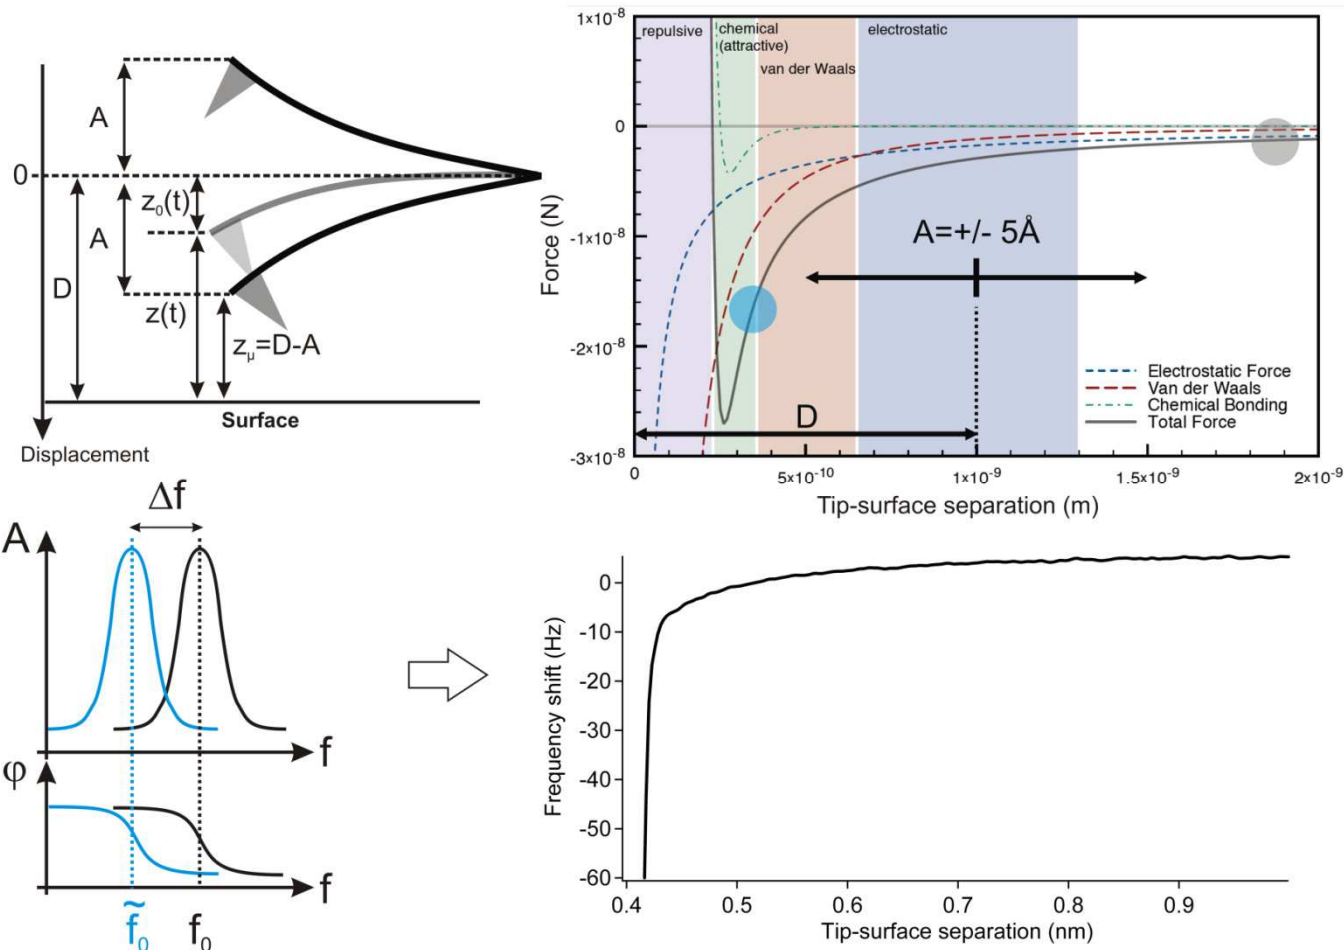 A
0
z₀(t)
A
D
z(t)
zμ=D-A
Surface
Displacement
1×10⁻⁸
0
-1×10⁻⁸
-2×10⁻⁸
-3×10⁻⁸
Force (N)
repulsive
chemical
(attractive)
van der Waals
electrostatic
A=+/- 5Å
D
Electrostatic Force
Van der Waals
Chemical Bonding
Total Force
0
5×10⁻¹⁰
1×10⁻⁹
1.5×10⁻⁹
2×10⁻⁹
Tip-surface separation (m)
Δf
A
f
φ
f
f̃₀
f₀
Frequency shift (Hz)
0
-10
-20
-30
-40
-50
-60
0.4
0.5
0.6
0.7
0.8
0.9
Tip-surface separation (nm)